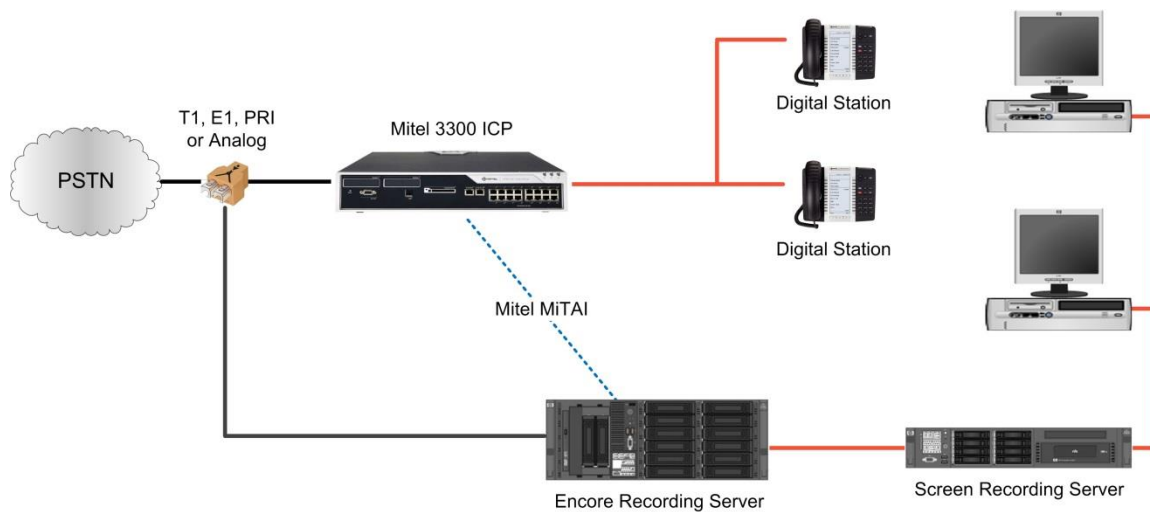 T1, E1, PRI
or Analog
Mitel 3300 ICP
PSTN
Digital Station
Digital Station
Mitel MiTAI
Encore Recording Server
Screen Recording Server